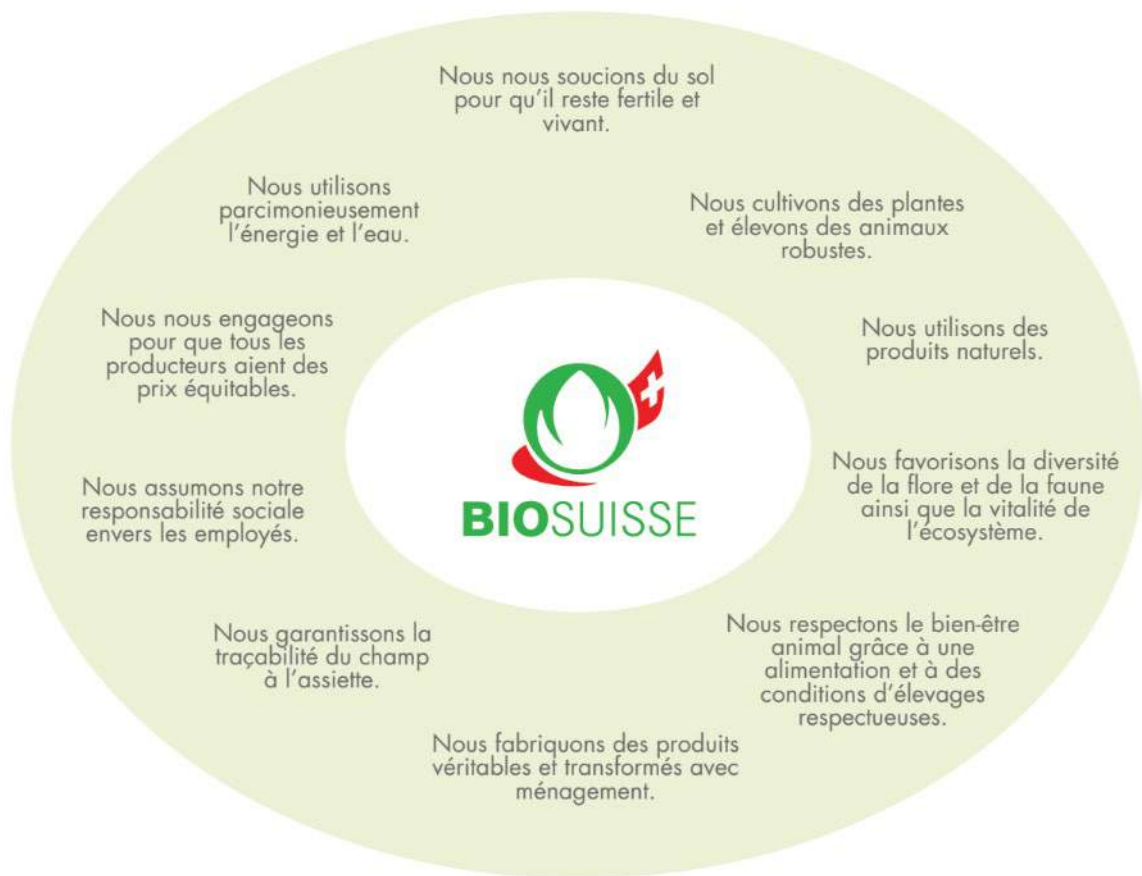 Nous nous soucions du sol
pour qu'il reste fertile et
vivant.
Nous cultivons des plantes
et élevons des animaux
robustes.
Nous utilisons des
produits naturels.
Nous favorisons la diversité
de la flore et de la faune
ainsi que la vitalité de
l'écosystème.
Nous respectons le bien-être
animal grâce à une
alimentation et à des
conditions d'élevages
respectueuses.
Nous fabriquons des produits
véritables et transformés avec
ménagement.
Nous garantissons la
traçabilité du champ
à l'assiette.
Nous assumons notre
responsabilité sociale
envers les employés.
Nous nous engageons
pour que tous les
producteurs aient des
prix équitables.
Nous utilisons
parcimonieusement
l'énergie et l'eau.
BIOSUISSE